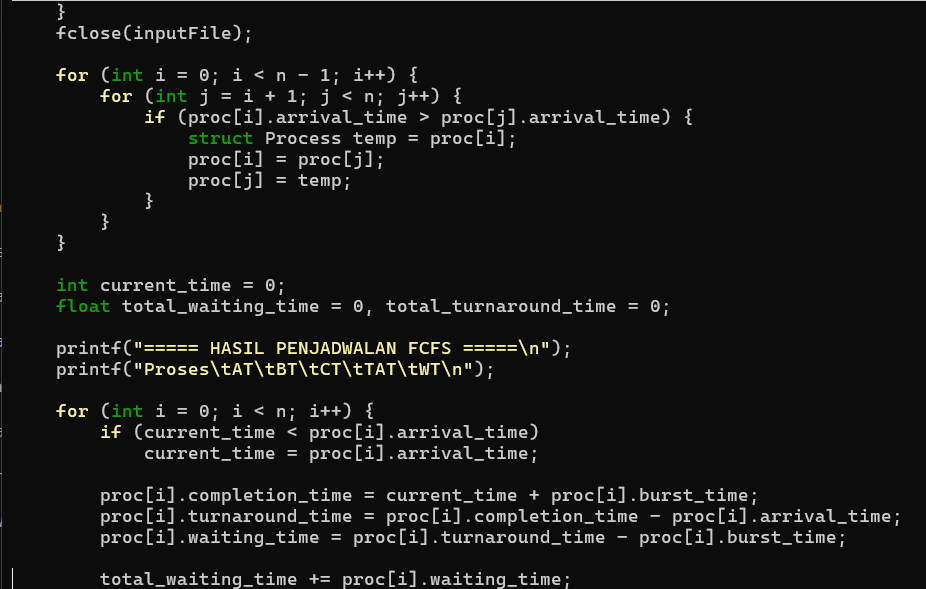 }
fclose(inputFile);
for (int i = 0; i < n - 1; i++) {
for (int j = i + 1; j < n; j++) {
if (proc[i].arrival_time > proc[j].arrival_time) {
struct Process temp = proc[i];
proc[i] = proc[j];
proc[j] = temp;
}
}
}
int current_time = 0;
float total_waiting_time = 0, total_turnaround_time = 0;
printf("===== HASIL PENJADWALAN FCFS =====\n");
printf("Proses\tAT\tBT\tCT\tTAT\tWT\n");
for (int i = 0; i < n; i++) {
if (current_time < proc[i].arrival_time)
current_time = proc[i].arrival_time;
proc[i].completion_time = current_time + proc[i].burst_time;
proc[i].turnaround_time = proc[i].completion_time - proc[i].arrival_time;
proc[i].waiting_time = proc[i].turnaround_time - proc[i].burst_time;
total_waiting_time += proc[i].waiting_time;